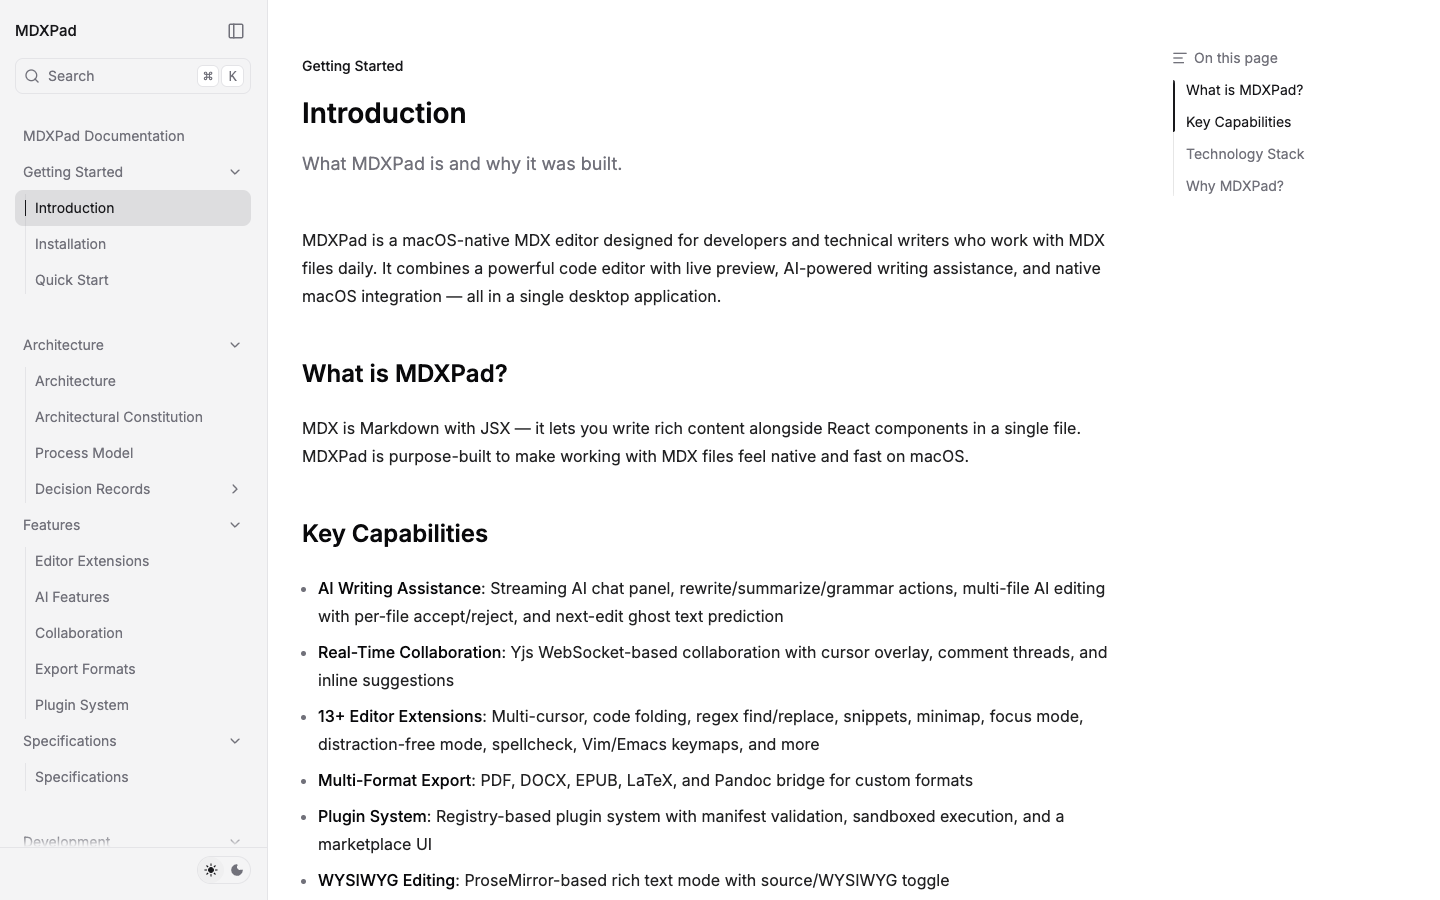 MDXPad
Search
⌘ K
MDXPad Documentation
Getting Started
Introduction
Installation
Quick Start
Architecture
Architecture
Architectural Constitution
Process Model
Decision Records
Features
Editor Extensions
AI Features
Collaboration
Export Formats
Plugin System
Specifications
Specifications
Development
Getting Started
Introduction
What MDXPad is and why it was built.
MDXPad is a macOS-native MDX editor designed for developers and technical writers who work with MDX
files daily. It combines a powerful code editor with live preview, AI-powered writing assistance, and native
macOS integration — all in a single desktop application.
What is MDXPad?
MDX is Markdown with JSX — it lets you write rich content alongside React components in a single file.
MDXPad is purpose-built to make working with MDX files feel native and fast on macOS.
Key Capabilities
• AI Writing Assistance: Streaming AI chat panel, rewrite/summarize/grammar actions, multi-file AI editing
with per-file accept/reject, and next-edit ghost text prediction
• Real-Time Collaboration: Yjs WebSocket-based collaboration with cursor overlay, comment threads, and
inline suggestions
• 13+ Editor Extensions: Multi-cursor, code folding, regex find/replace, snippets, minimap, focus mode,
distraction-free mode, spellcheck, Vim/Emacs keymaps, and more
• Multi-Format Export: PDF, DOCX, EPUB, LaTeX, and Pandoc bridge for custom formats
• Plugin System: Registry-based plugin system with manifest validation, sandboxed execution, and a
marketplace UI
• WYSIWYG Editing: ProseMirror-based rich text mode with source/WYSIWYG toggle
On this page
What is MDXPad?
Key Capabilities
Technology Stack
Why MDXPad?